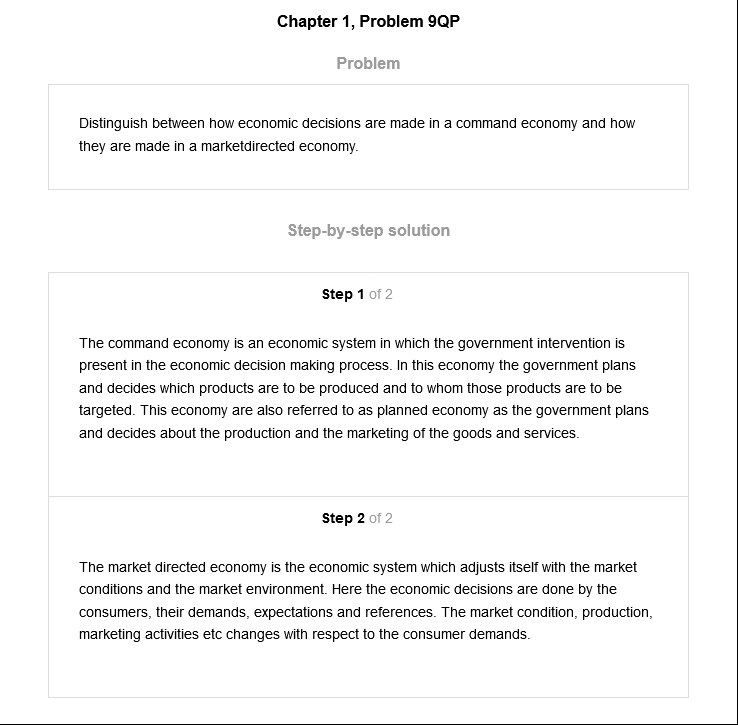 Chapter 1, Problem 9QP
Problem
Distinguish between how economic decisions are made in a command economy and how
they are made in a marketdirected economy.
Step-by-step solution
Step 1 of 2
The command economy is an economic system in which the government intervention is
present in the economic decision making process. In this economy the government plans
and decides which products are to be produced and to whom those products are to be
targeted. This economy are also referred to as planned economy as the government plans
and decides about the production and the marketing of the goods and services.
Step 2 of 2
The market directed economy is the economic system which adjusts itself with the market
conditions and the market environment. Here the economic decisions are done by the
consumers, their demands, expectations and references. The market condition, production,
marketing activities etc changes with respect to the consumer demands.